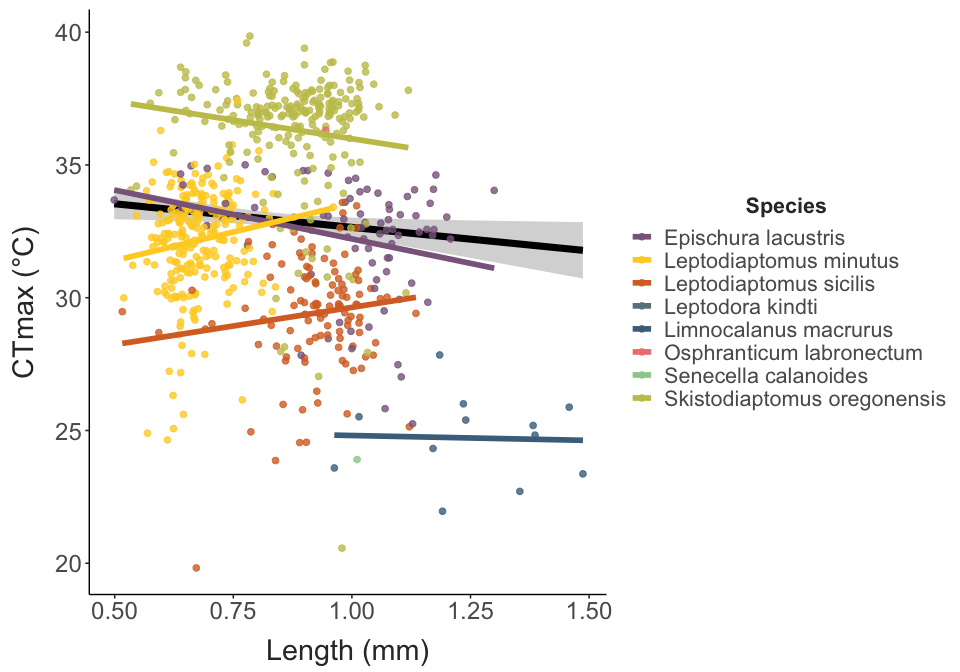 40
35
30
25
20
CTmax (°C)
0.50 0.75 1.00 1.25 1.50
Length (mm)
Species
Epischura lacustris
Leptodiaptomus minutus
Leptodiaptomus sicilis
Leptodora kindti
Limnocalanus macrurus
Osphranticum labronectum
Senecella calanoides
Skistodiaptomus oregonensis